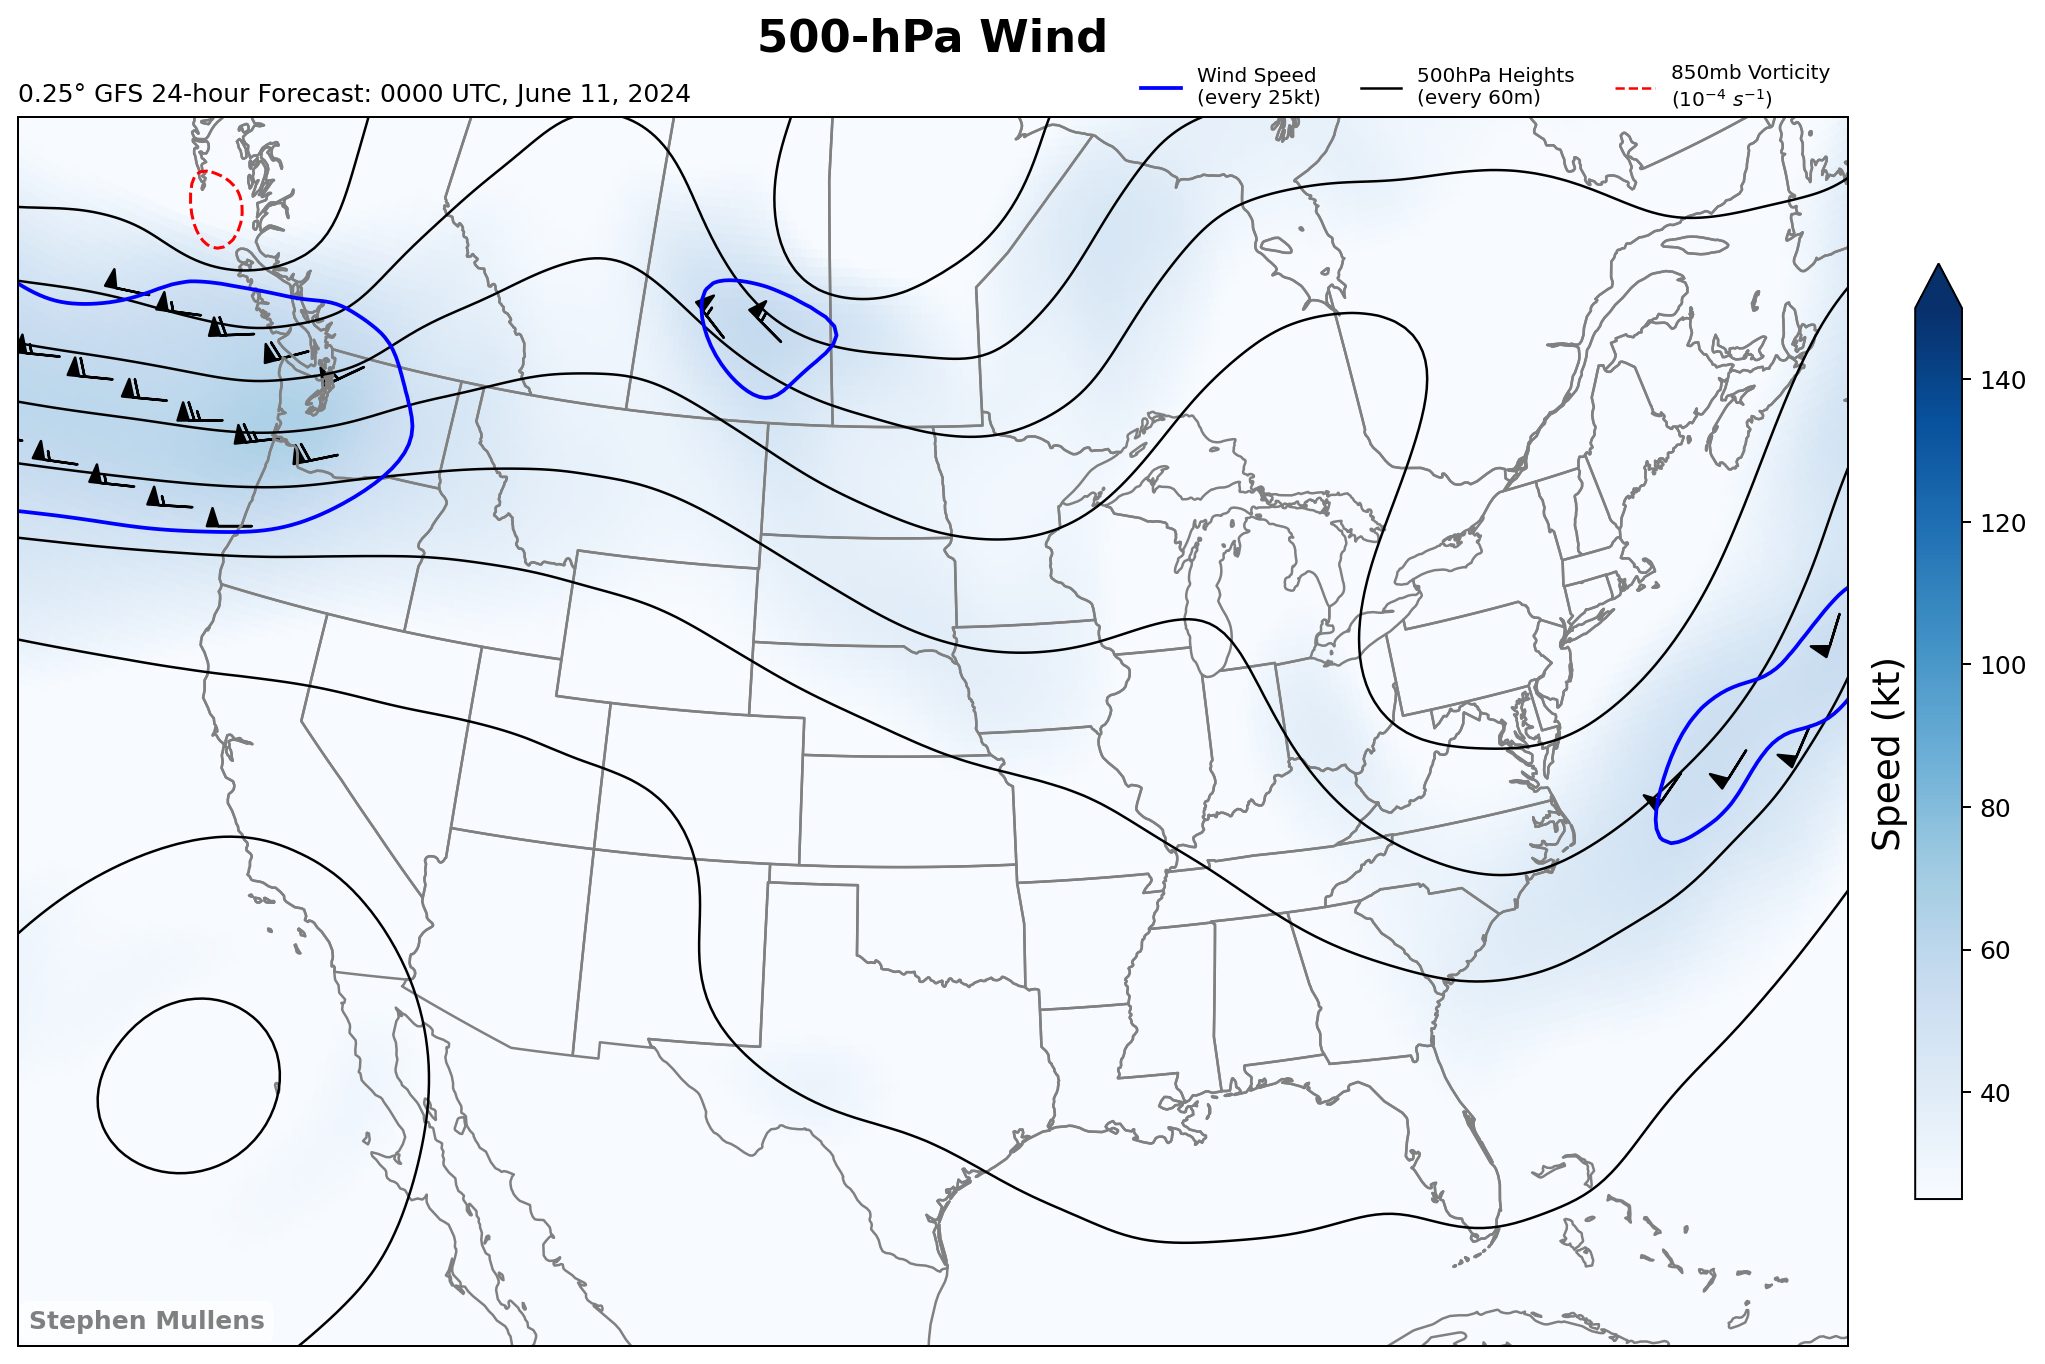 500-hPa Wind
0.25° GFS 24-hour Forecast: 0000 UTC, June 11, 2024
Wind Speed
(every 25kt)
500hPa Heights
(every 60m)
850mb Vorticity
(10⁻⁴ s⁻¹)
140
120
100
80
60
40
Speed (kt)
Stephen Mullens